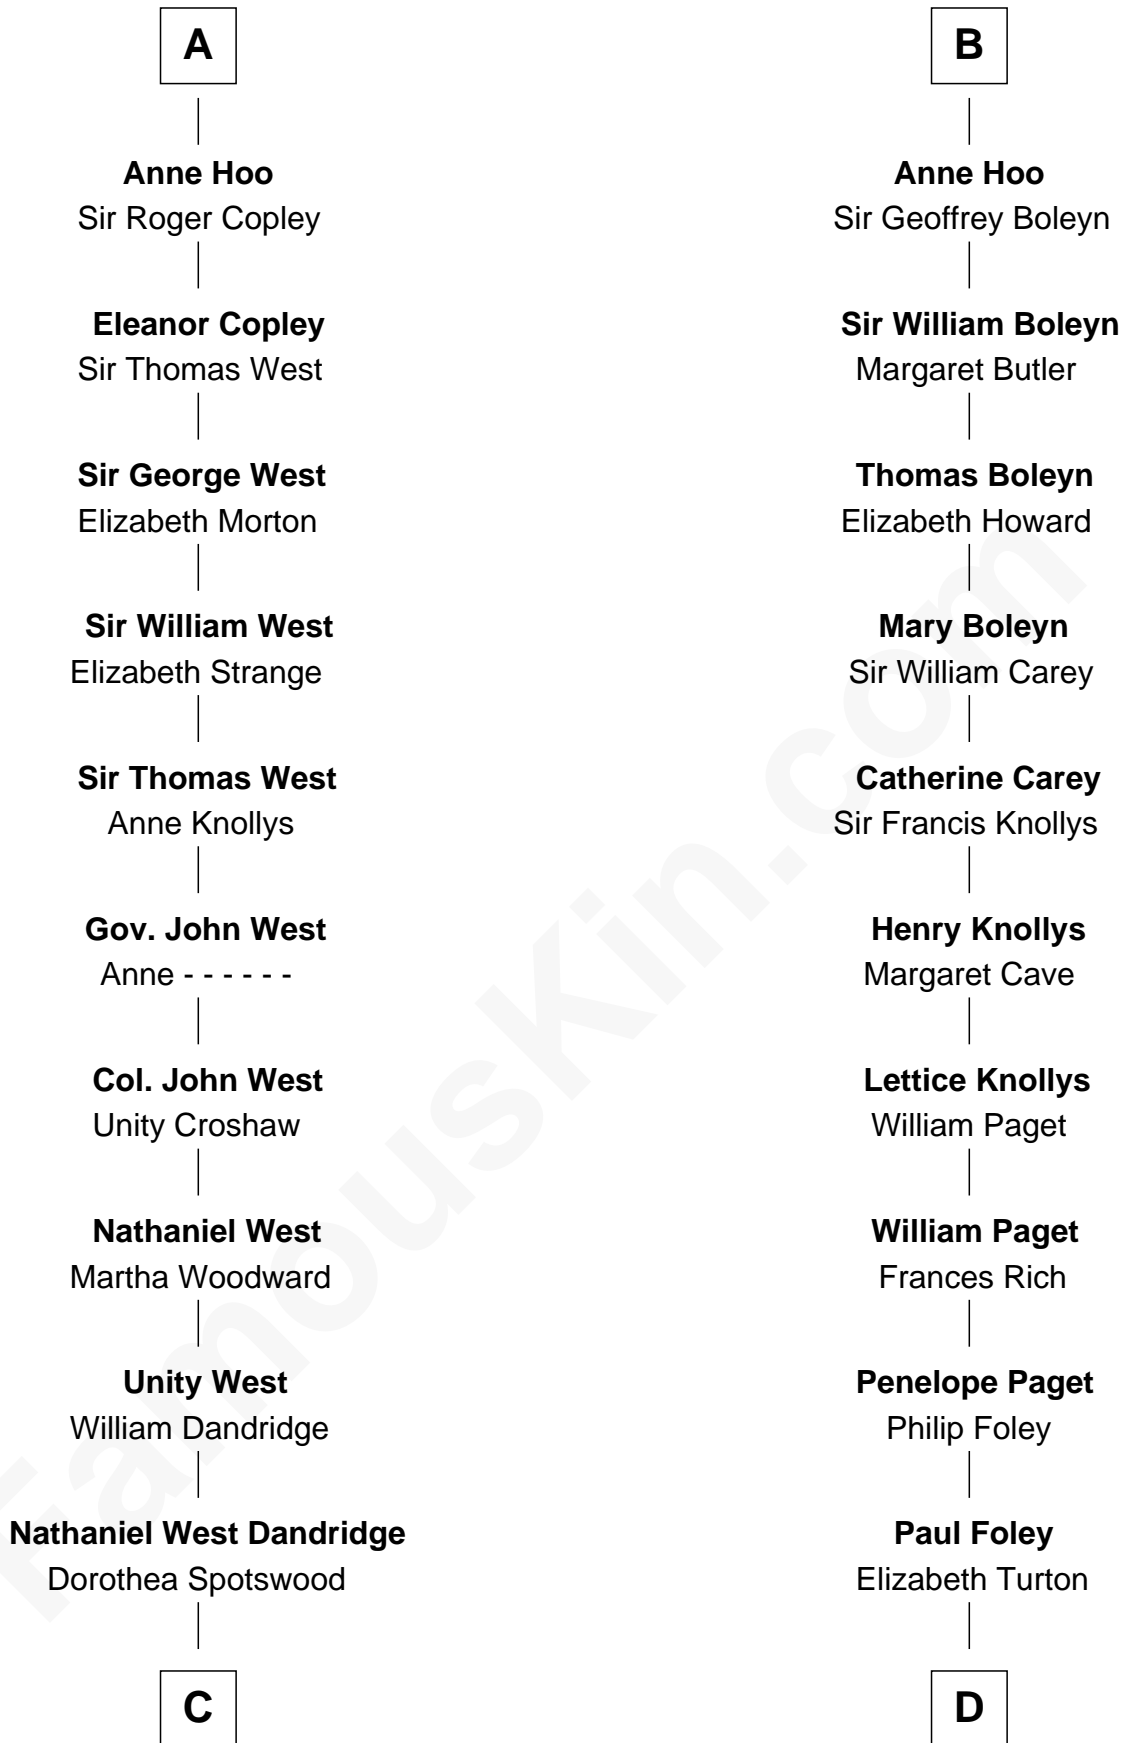 A
Anne Hoo
Sir Roger Copley
Eleanor Copley
Sir Thomas West
Sir George West
Elizabeth Morton
Sir William West
Elizabeth Strange
Sir Thomas West
Anne Knollys
Gov. John West
Anne - - - - - -
Col. John West
Unity Croshaw
Nathaniel West
Martha Woodward
Unity West
William Dandridge
Nathaniel West Dandridge
Dorothea Spotswood
C
B
Anne Hoo
Sir Geoffrey Boleyn
Sir William Boleyn
Margaret Butler
Thomas Boleyn
Elizabeth Howard
Mary Boleyn
Sir William Carey
Catherine Carey
Sir Francis Knollys
Henry Knollys
Margaret Cave
Lettice Knollys
William Paget
William Paget
Frances Rich
Penelope Paget
Philip Foley
Paul Foley
Elizabeth Turton
D
FamousKin.com